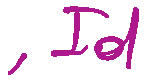 , Id